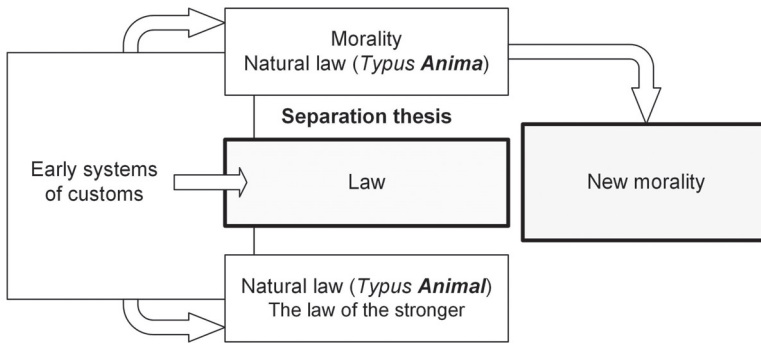 Morality
Natural law (Typus Anima)
Separation thesis
Early systems
of customs
Law
New morality
Natural law (Typus Animal)
The law of the stronger